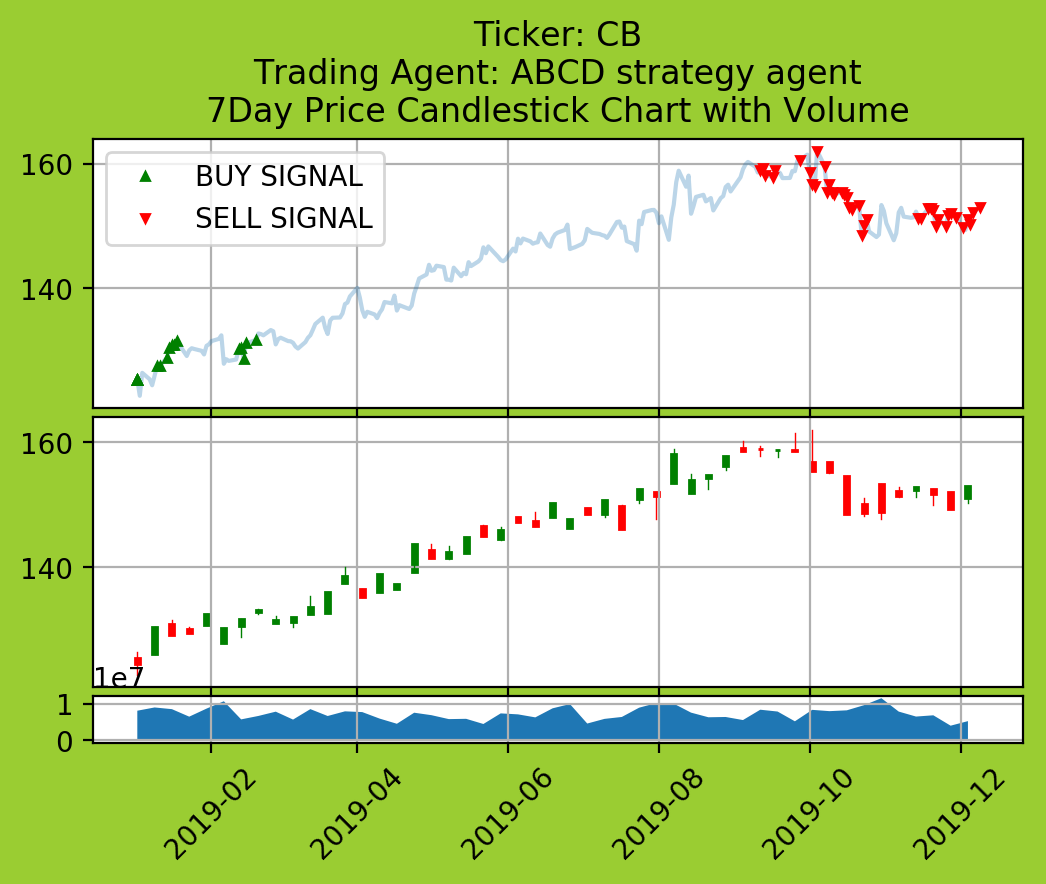 Ticker: CB
Trading Agent: ABCD strategy agent
7Day Price Candlestick Chart with Volume
160
140
BUY SIGNAL
SELL SIGNAL
160
140
1e7
1
0
2019-02
2019-04
2019-06
2019-08
2019-10
2019-12